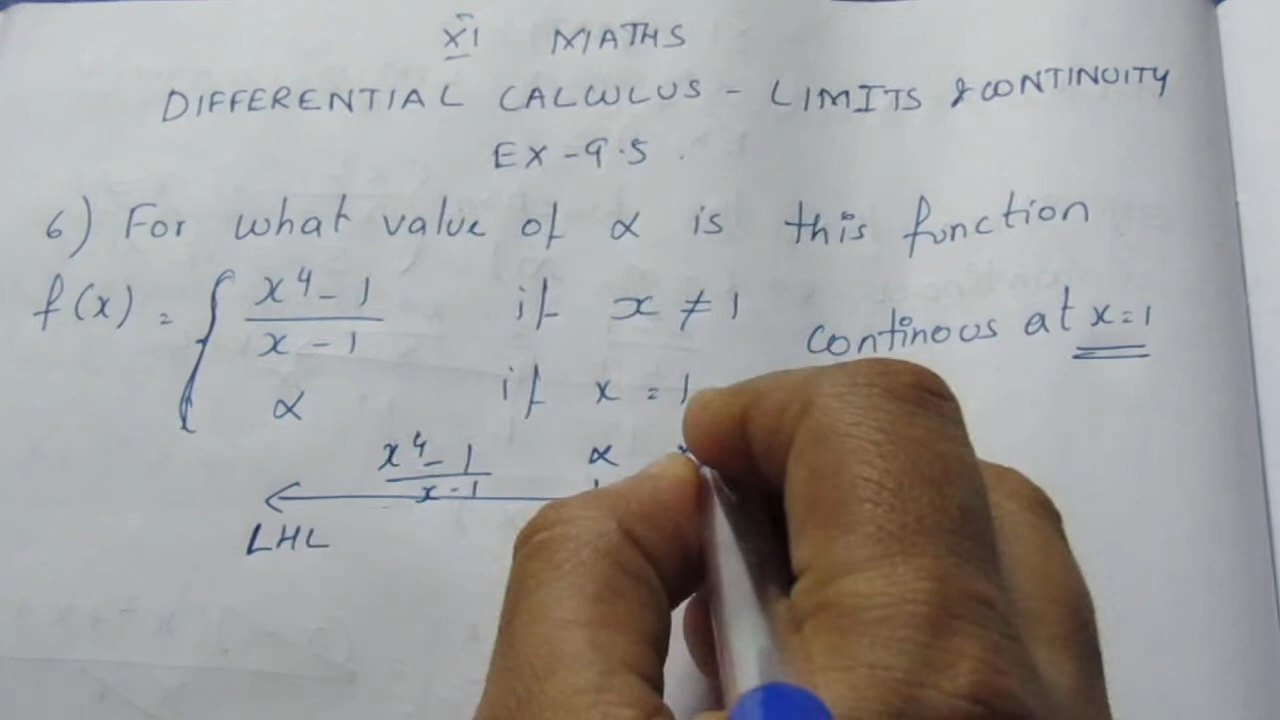 XI MATHS
DIFFERENTIAL CALCULUS - LIMITS & CONTINUITY
EX - 9.5
6) For what value of α is this function
f(x) = { x⁴ - 1 / x - 1 if x ≠ 1 continous at x = 1
α if x = 1
x⁴ - 1 / x - 1 α
LHL